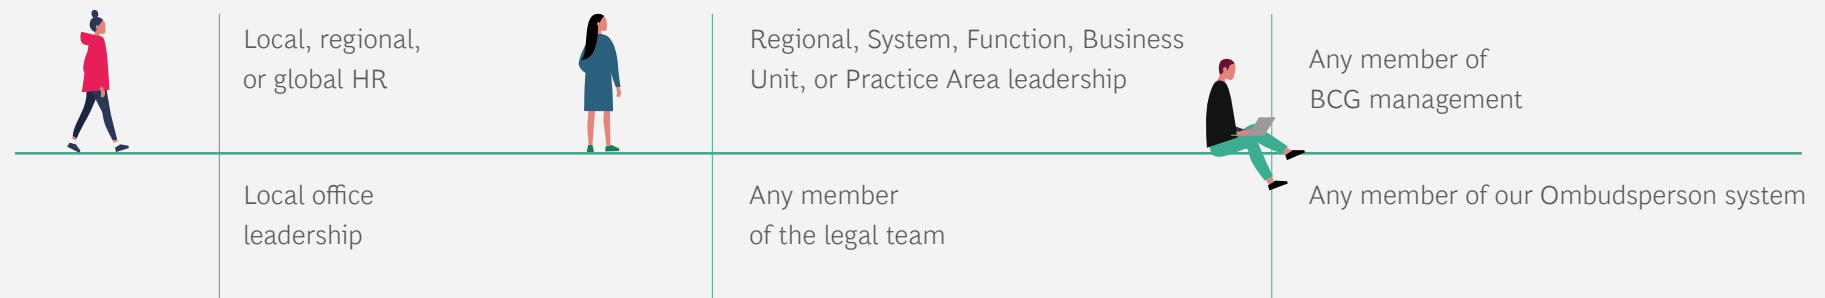 Local, regional,
or global HR
Regional, System, Function, Business
Unit, or Practice Area leadership
Any member of
BCG management
Local office
leadership
Any member
of the legal team
Any member of our Ombudsperson system